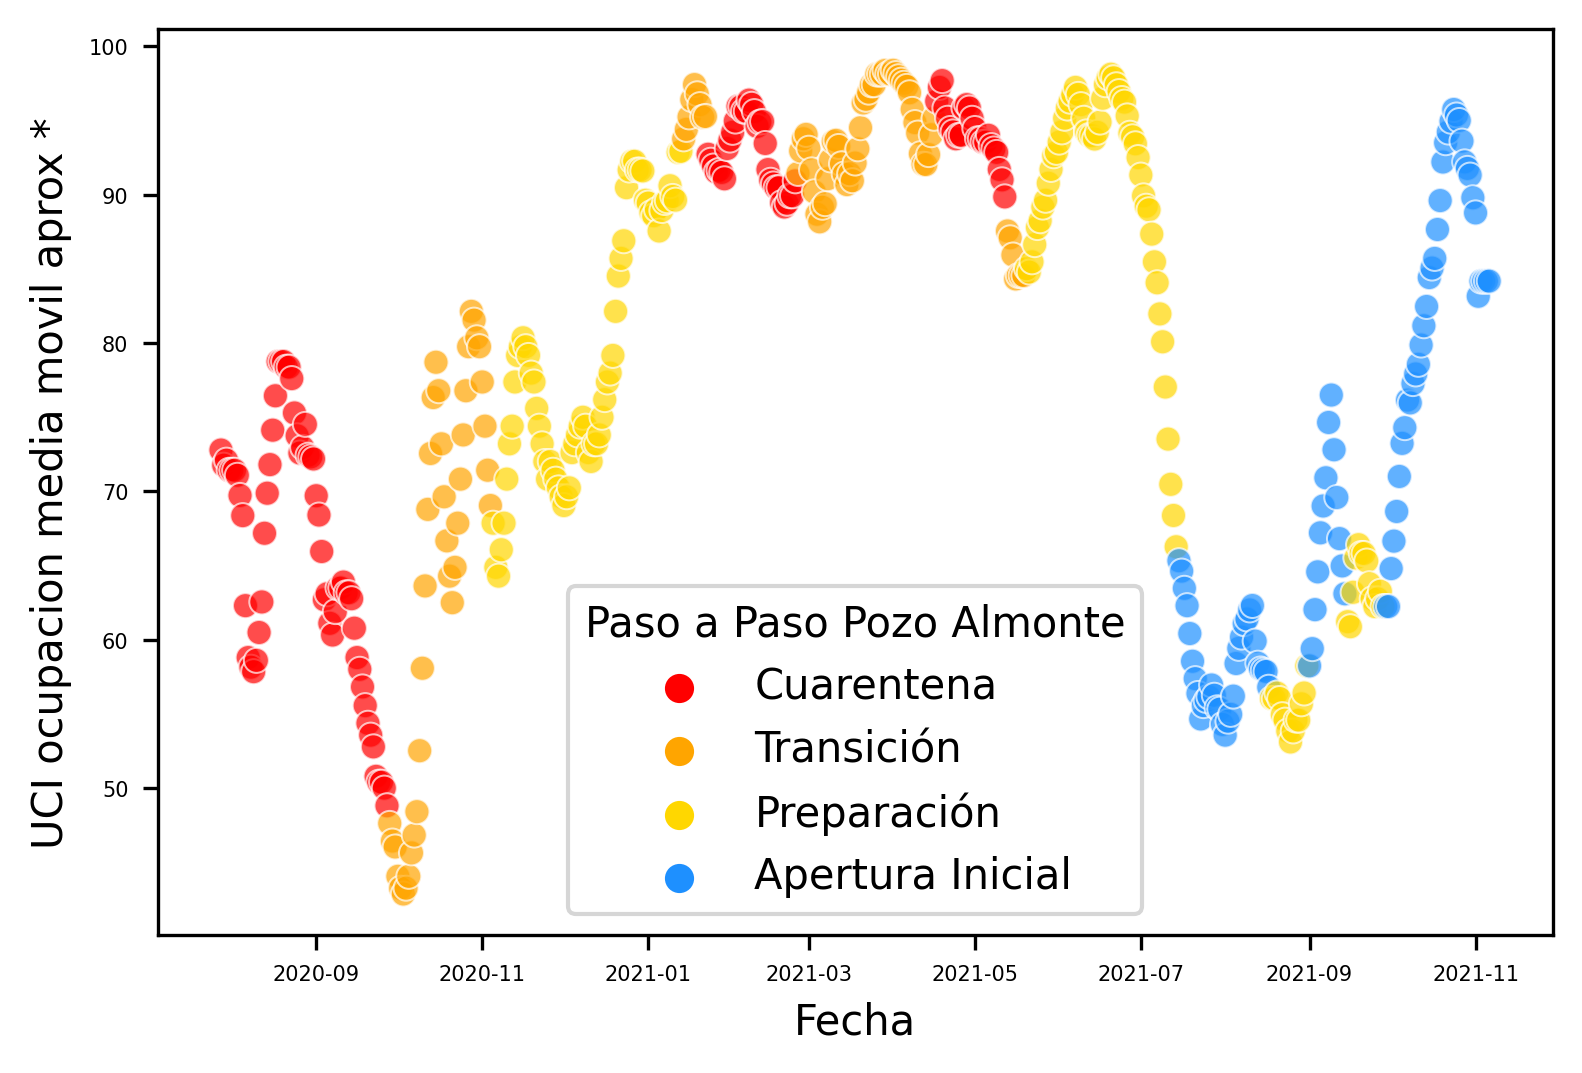 100
90
80
70
60
50
UCI ocupacion media movil aprox *
Paso a Paso Pozo Almonte
Cuarentena
Transición
Preparación
Apertura Inicial
2020-09 2020-11 2021-01 2021-03 2021-05 2021-07 2021-09 2021-11
Fecha